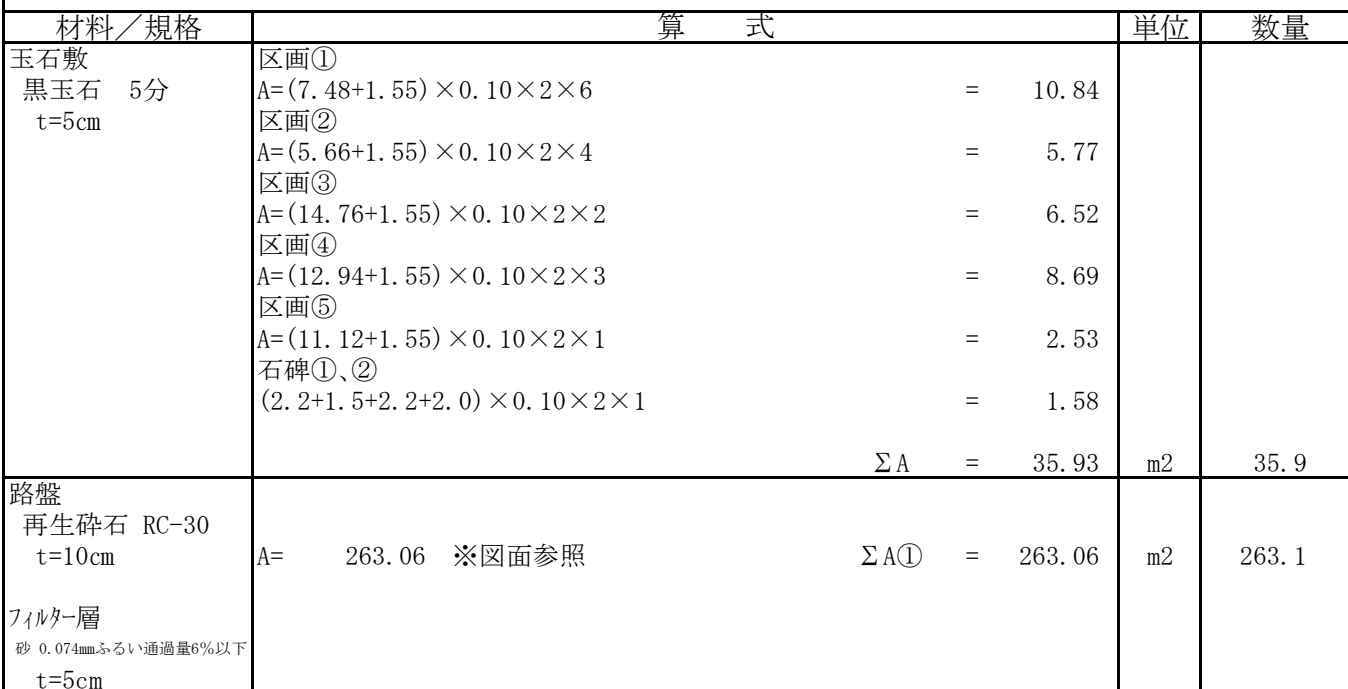 材料／規格 算 式 単位 数量
玉石敷 区画①
黒玉石 5分 A=(7.48+1.55)×0.10×2×6 = 10.84
t=5cm 区画②
A=(5.66+1.55)×0.10×2×4 = 5.77
区画③
A=(14.76+1.55)×0.10×2×2 = 6.52
区画④
A=(12.94+1.55)×0.10×2×3 = 8.69
区画⑤
A=(11.12+1.55)×0.10×2×1 = 2.53
石碑①、②
(2.2+1.5+2.2+2.0)×0.10×2×1 = 1.58
ΣA = 35.93 m2 35.9
路盤
再生砕石 RC-30
t=10cm A= 263.06 ※図面参照 ΣA① = 263.06 m2 263.1
ﾌｨﾙﾀｰ層
砂 0.074㎜ふるい通過量6％以下
t=5cm